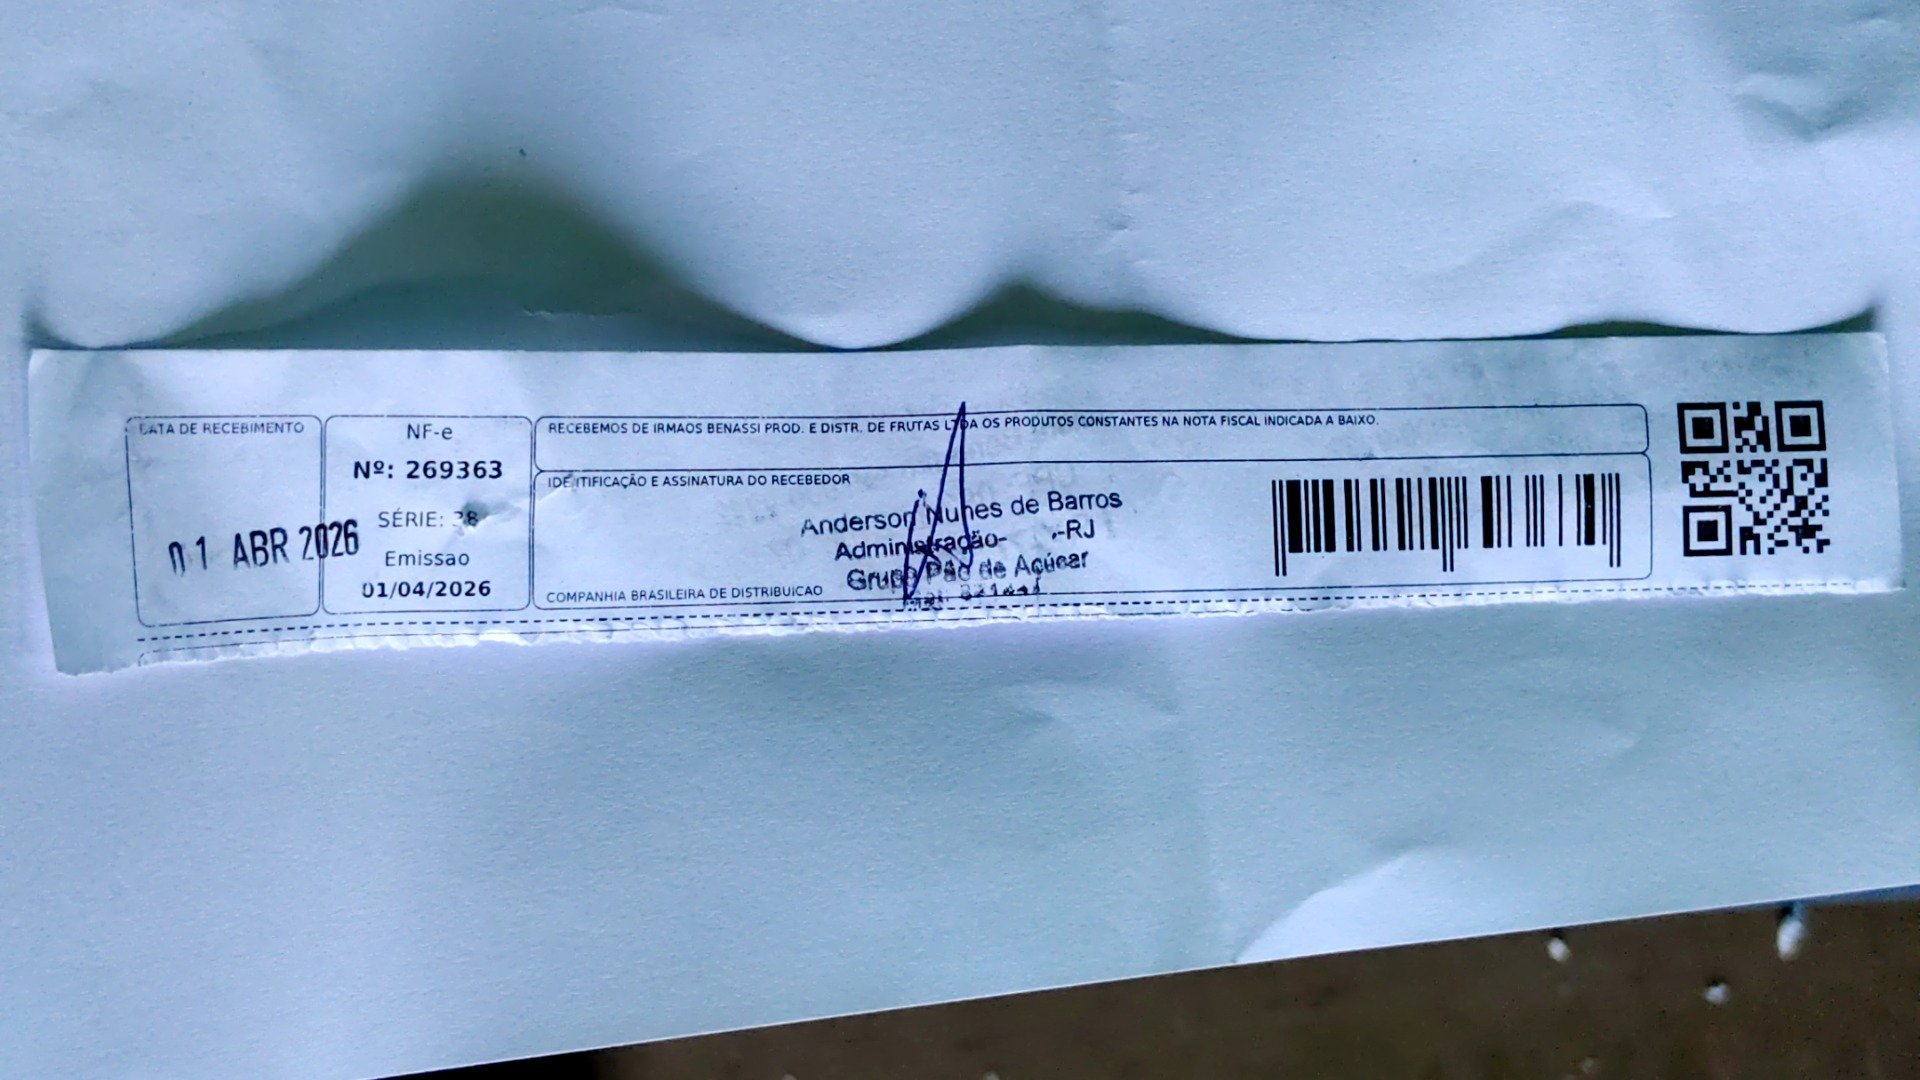 DATA DE RECEBIMENTO
01 ABR 2026
NF-e
Nº: 269363
SÉRIE: 38
Emissao
01/04/2026
RECEBEMOS DE IRMAOS BENASSI PROD. E DISTR. DE FRUTAS LTDA OS PRODUTOS CONSTANTES NA NOTA FISCAL INDICADA A BAIXO.
IDENTIFICAÇÃO E ASSINATURA DO RECEBEDOR
Anderson Nunes de Barros
Administração- -RJ
Grupo Pão de Açúcar
COMPANHIA BRASILEIRA DE DISTRIBUICAO